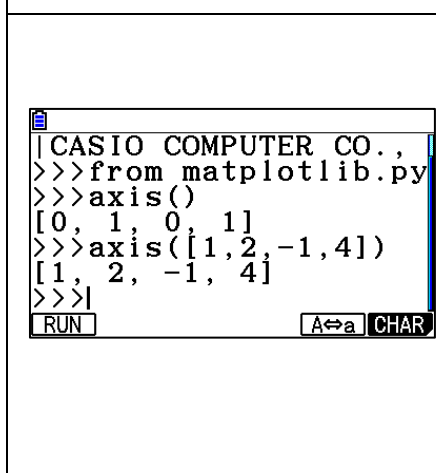 |CASIO COMPUTER CO.,
>>>from matplotlib.py
>>>axis()
[0, 1, 0, 1]
>>>axis([1,2,-1,4])
[1, 2, -1, 4]
>>>
RUN A⇔a CHAR